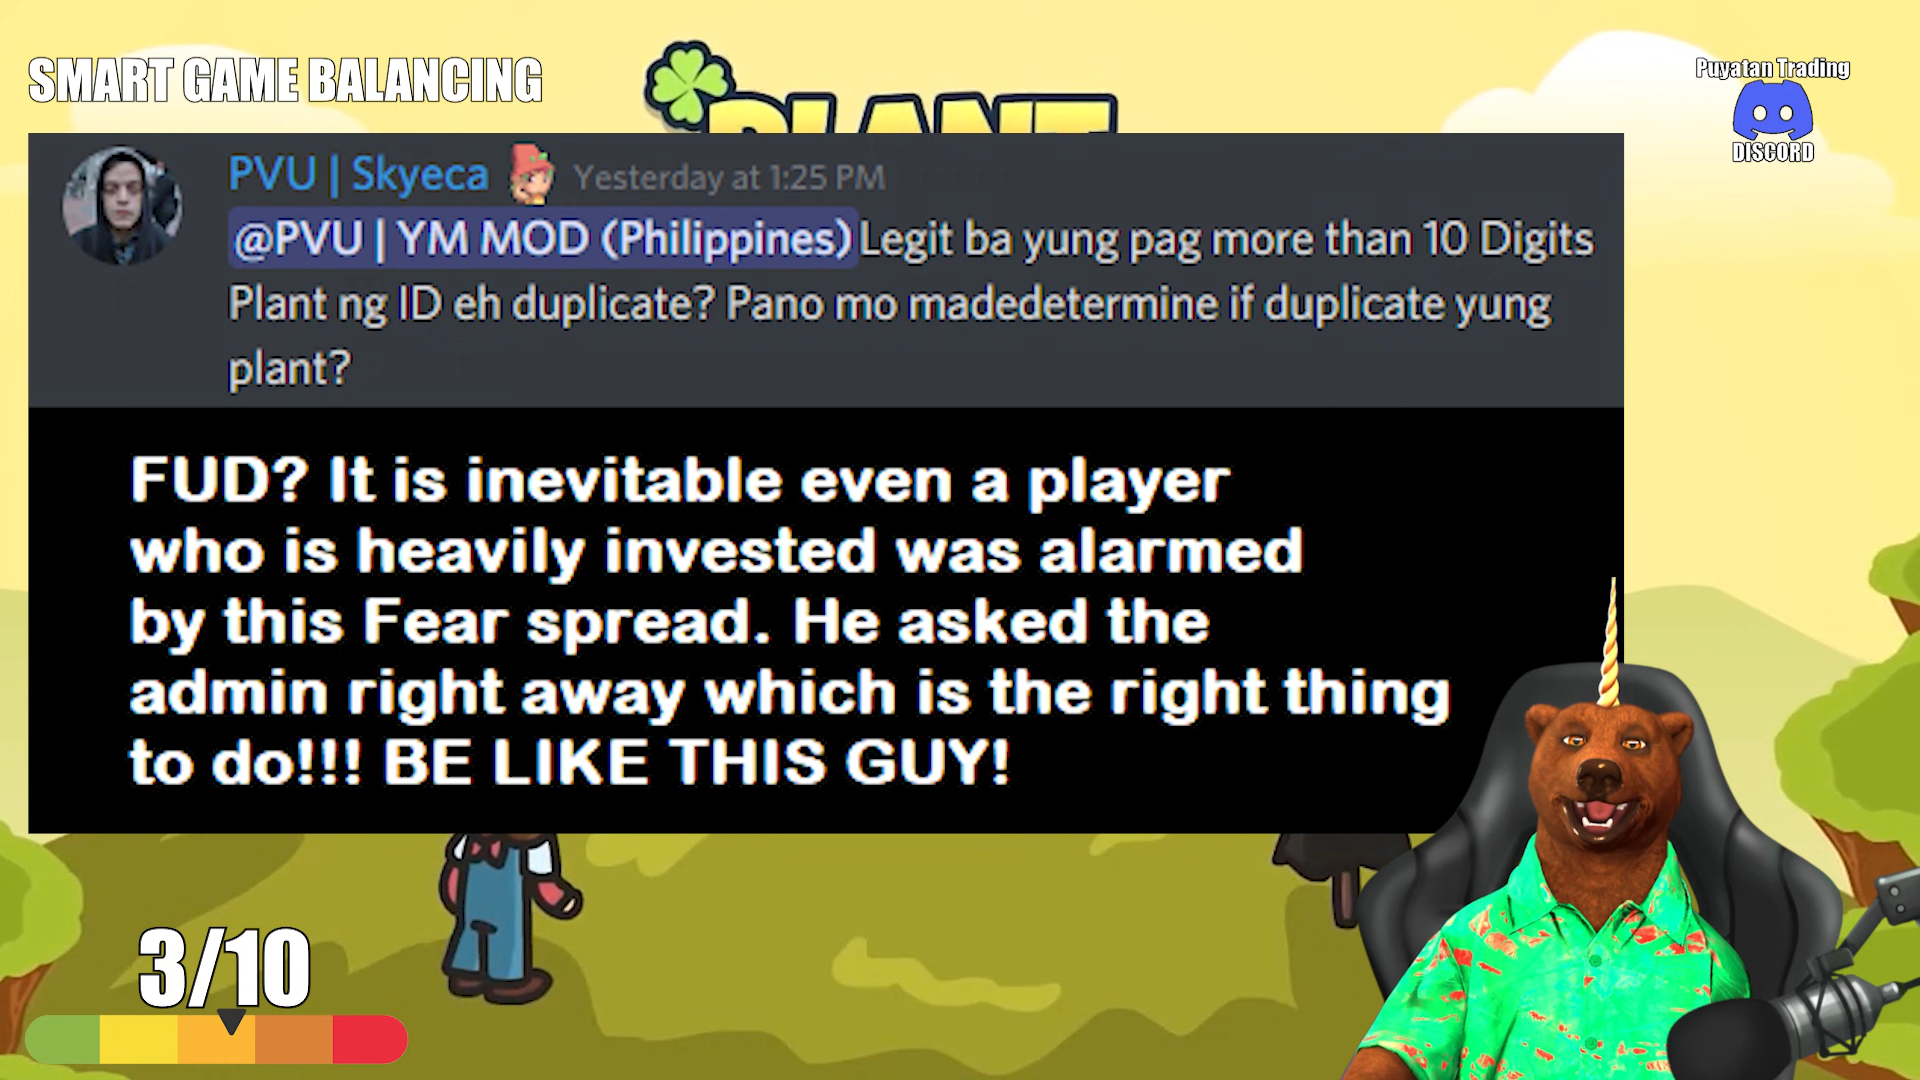 SMART GAME BALANCING
PLANT
Puyatan Trading
DISCORD
PVU | Skyeca Yesterday at 1:25 PM
@PVU | YM MOD (Philippines) Legit ba yung pag more than 10 Digits
Plant ng ID eh duplicate? Pano mo madedetermine if duplicate yung
plant?
FUD? It is inevitable even a player
who is heavily invested was alarmed
by this Fear spread. He asked the
admin right away which is the right thing
to do!!! BE LIKE THIS GUY!
3/10